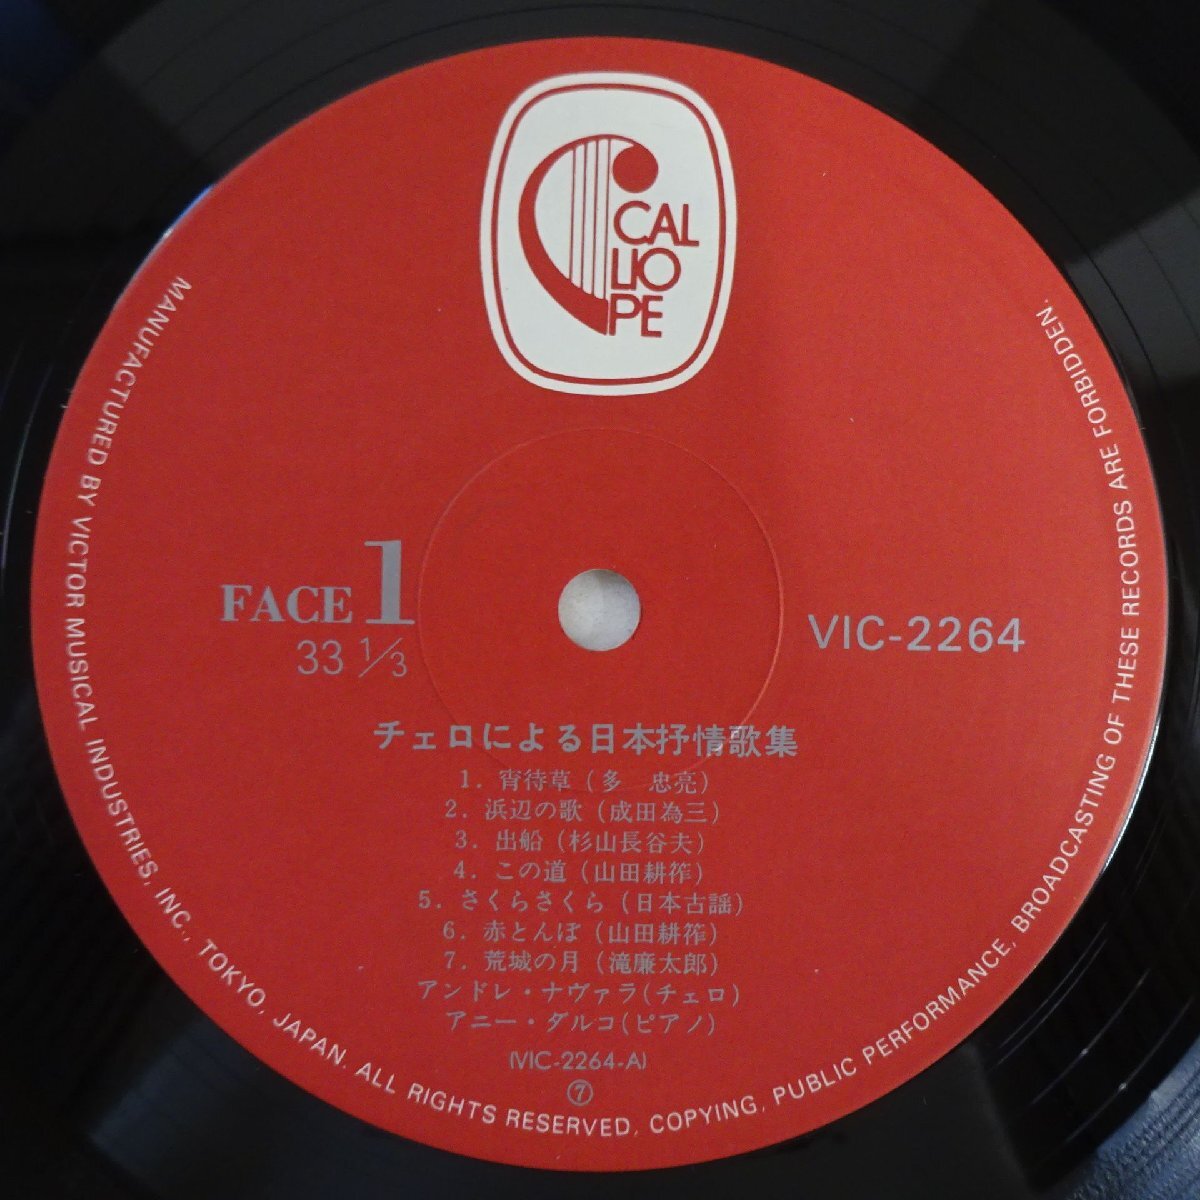 CAL
LIO
PE
FACE 1
33 1/3
VIC-2264
チェロによる日本抒情歌集
1. 宵待草 (多　忠亮)
2. 浜辺の歌 (成田為三)
3. 出船 (杉山長谷夫)
4. この道 (山田耕筰)
5. さくらさくら (日本古謡)
6. 赤とんぼ (山田耕筰)
7. 荒城の月 (滝廉太郎)
アンドレ・ナヴァラ(チェロ)
アニー・ダルコ(ピアノ)
(VIC-2264-A)
⑦
MANUFACTURED BY VICTOR MUSICAL INDUSTRIES, INC., TOKYO, JAPAN. ALL RIGHTS RESERVED, COPYING, PUBLIC PERFORMANCE, BROADCASTING OF THESE RECORDS ARE FORBIDDEN.